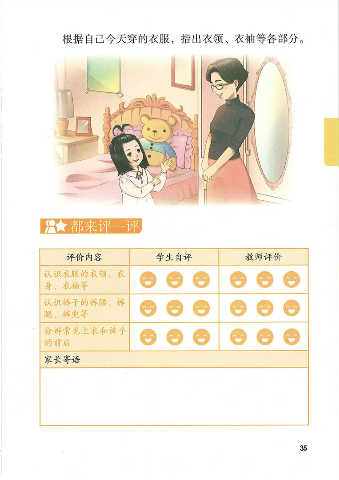 根据自己今天穿的衣服，指出衣领、衣袖等各部分。
都来评一评
评价内容 学生自评 教师评价
认识衣服的衣领、衣
身、衣袖等
认识裤子的裤腰、裤
腿、裤兜等
分辨常见上衣和裤子
的前后
家长寄语
35